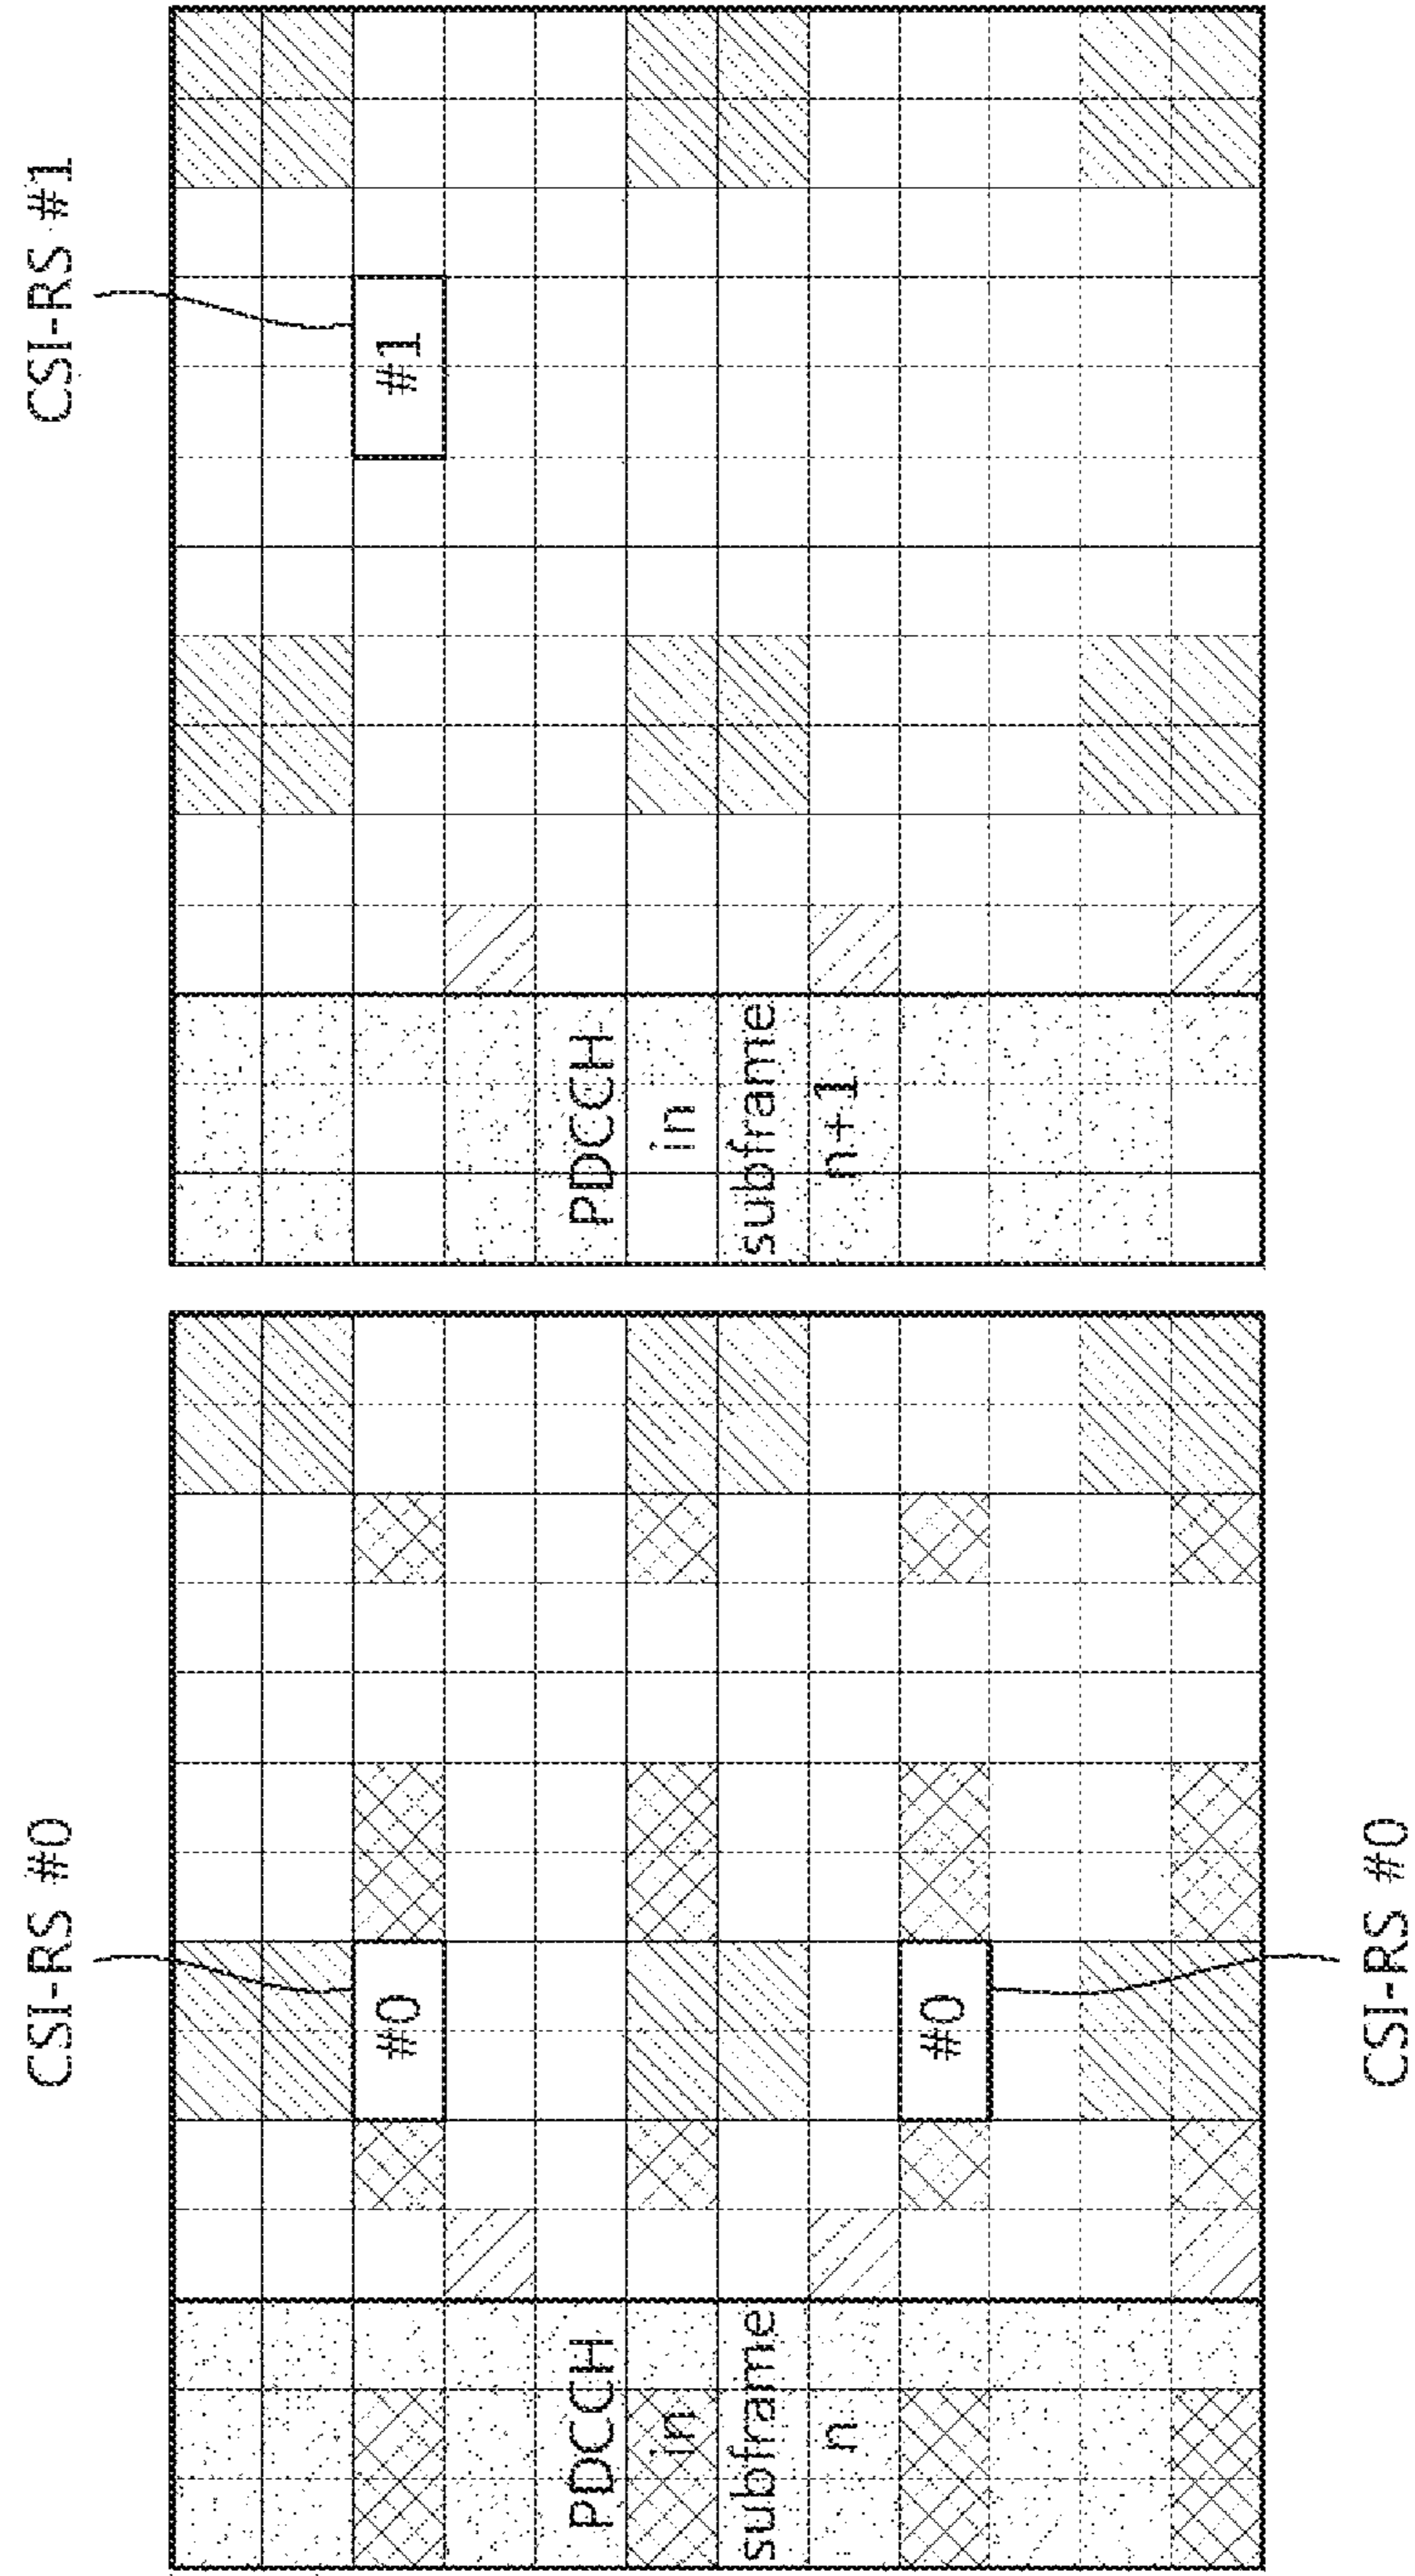 CSI-RS #0
CSI-RS #1
PDCCH
in
subframe
n
#0
#0
PDCCH
in
subframe
n+1
#1
CSI-RS #0